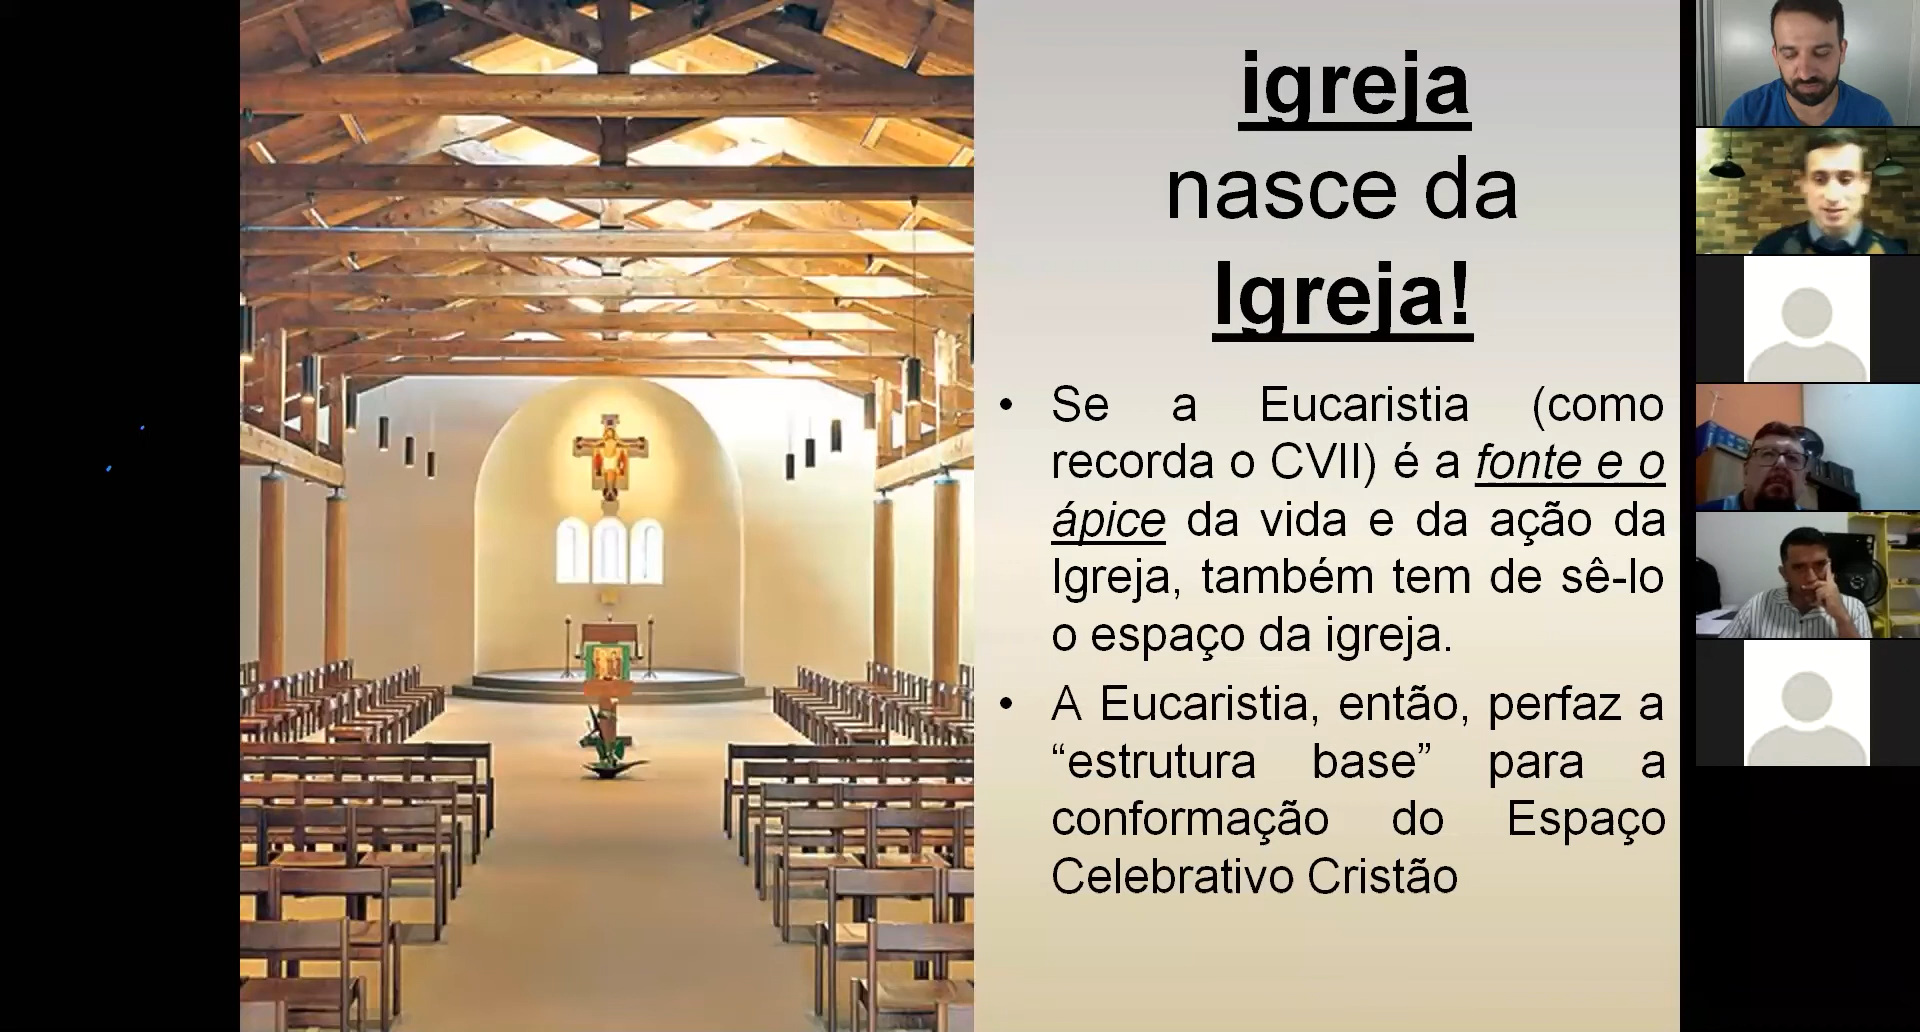 igreja
nasce da
Igreja!
• Se a Eucaristia (como
recorda o CVII) é a fonte e o
ápice da vida e da ação da
Igreja, também tem de sê-lo
o espaço da igreja.
• A Eucaristia, então, perfaz a
“estrutura base” para a
conformação do Espaço
Celebrativo Cristão